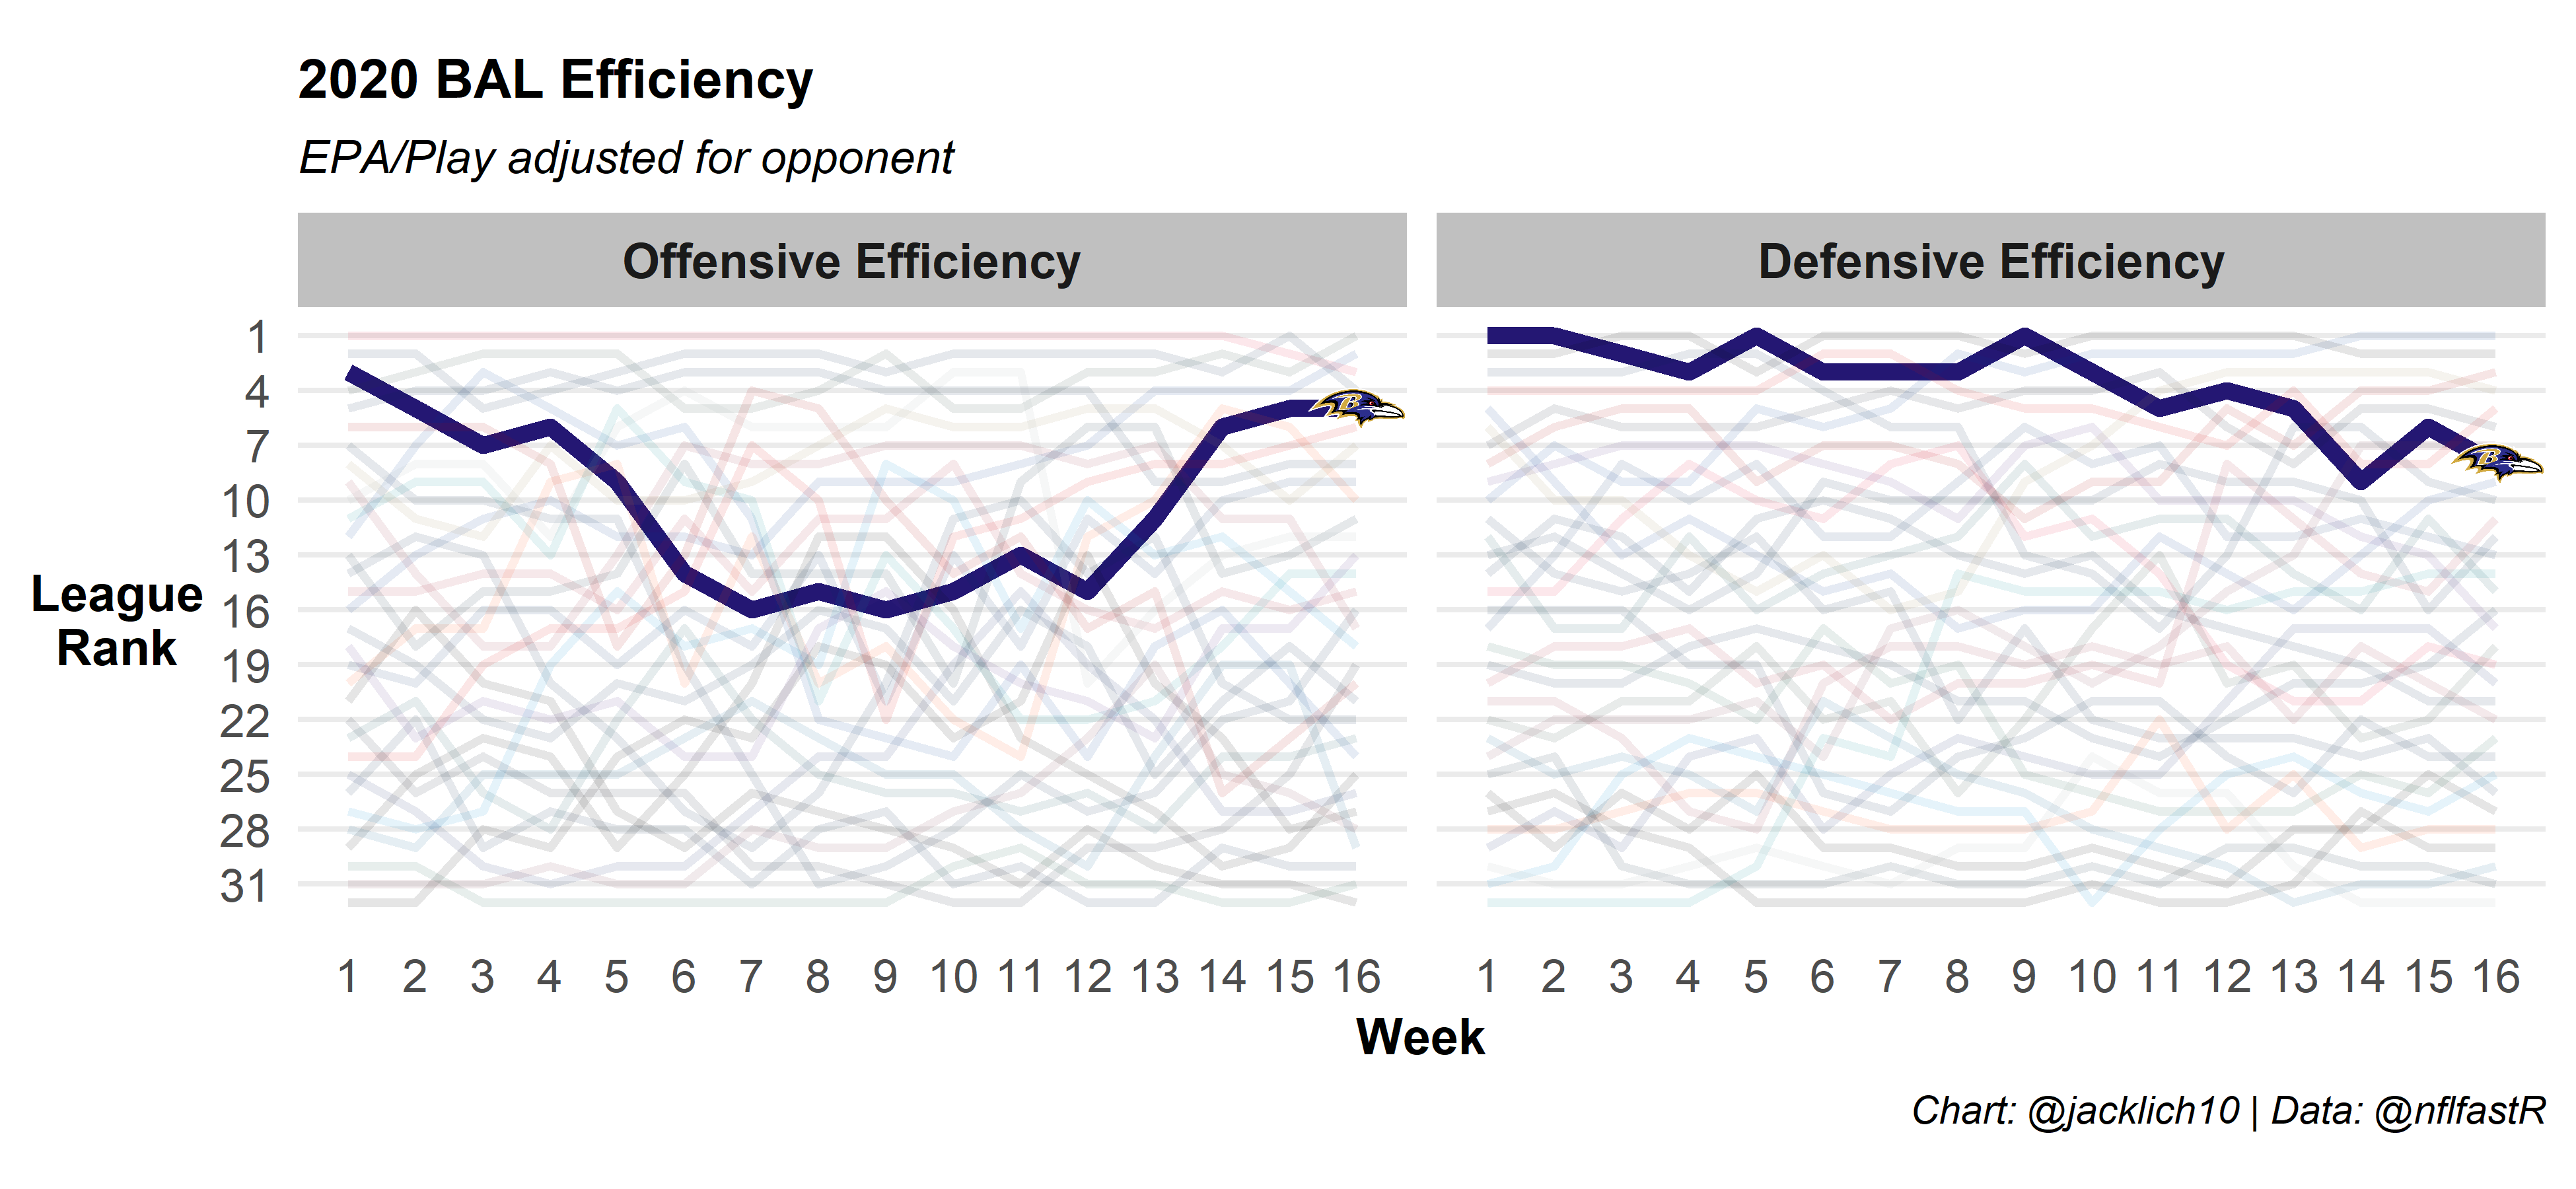 2020 BAL Efficiency
EPA/Play adjusted for opponent
Offensive Efficiency
Defensive Efficiency
League
Rank
1
4
7
10
13
16
19
22
25
28
31
1 2 3 4 5 6 7 8 9 10 11 12 13 14 15 16
1 2 3 4 5 6 7 8 9 10 11 12 13 14 15 16
Week
Chart: @jacklich10 | Data: @nflfastR
B
B